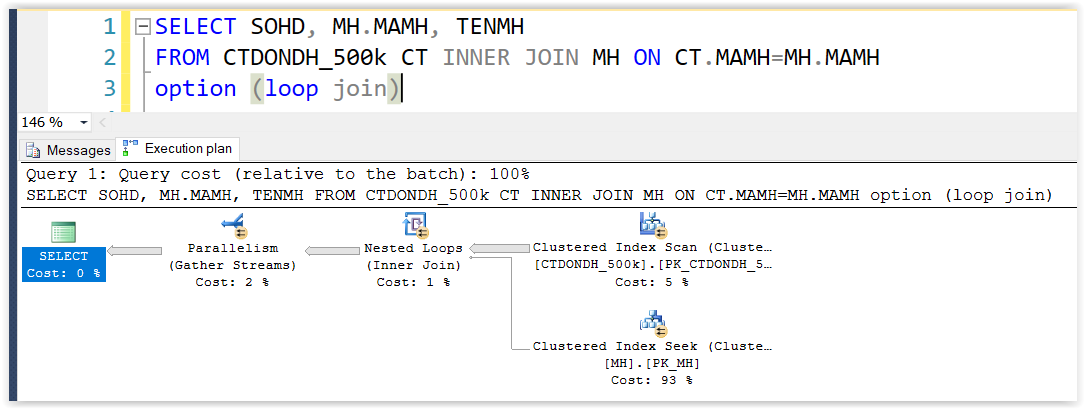 1 SELECT SOHD, MH.MAMH, TENMH
2 FROM CTDONDH_500k CT INNER JOIN MH ON CT.MAMH=MH.MAMH
3 option (loop join)
146 %
Messages Execution plan
Query 1: Query cost (relative to the batch): 100%
SELECT SOHD, MH.MAMH, TENMH FROM CTDONDH_500k CT INNER JOIN MH ON CT.MAMH=MH.MAMH option (loop join)
SELECT
Cost: 0 %
Parallelism
(Gather Streams)
Cost: 2 %
Nested Loops
(Inner Join)
Cost: 1 %
Clustered Index Scan (Cluste…
[CTDONDH_500k].[PK_CTDONDH_5…
Cost: 5 %
Clustered Index Seek (Cluste…
[MH].[PK_MH]
Cost: 93 %